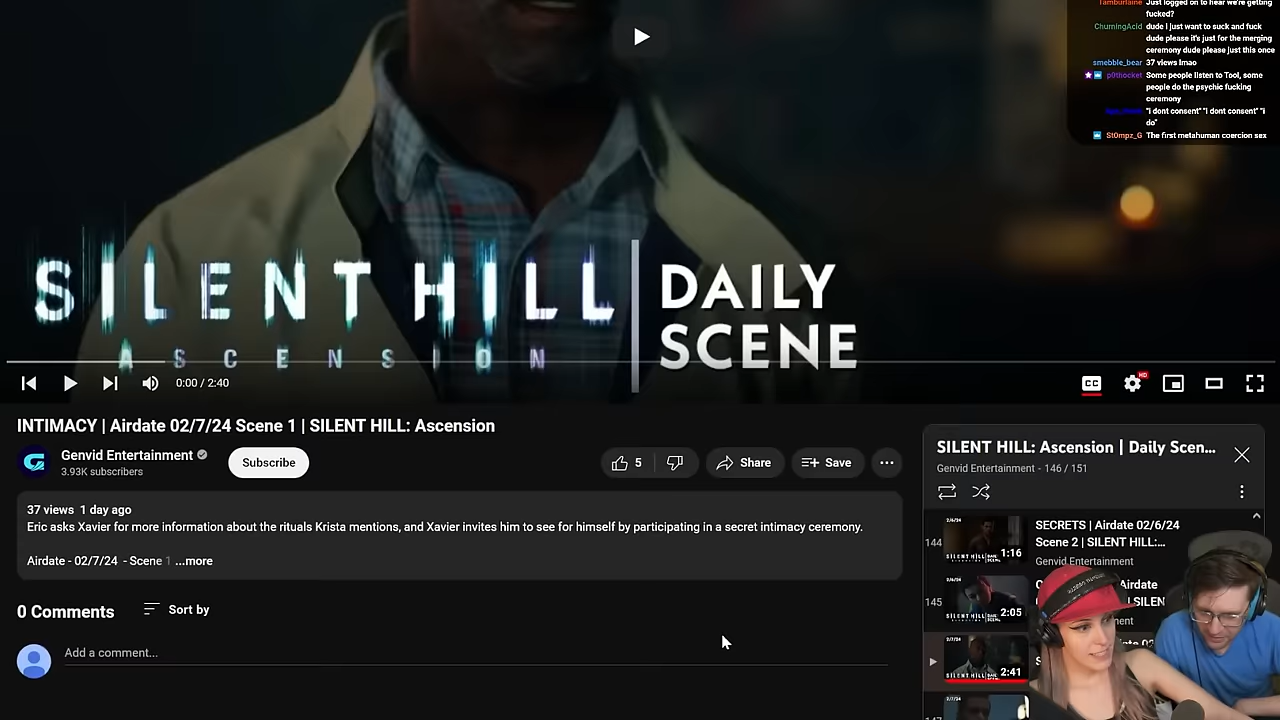 Tamburlaine Just logged on to hear we're getting
fucked?
ChurningAcid dude I just want to suck and fuck
dude please it's just for the merging
ceremony dude please just this once
smebble_bear 37 views lmao
p0thocket Some people listen to Tool, some
people do the psychic fucking
ceremony
"i dont consent" "i dont consent" "i
do"
St0mpz_G The first metahuman coercion sex
SILENT HILL
ASCENSION
DAILY
SCENE
0:00 / 2:40
CC
HD
INTIMACY | Airdate 02/7/24 Scene 1 | SILENT HILL: Ascension
Genvid Entertainment
3.93K subscribers
Subscribe
5
Share
Save
37 views 1 day ago
Eric asks Xavier for more information about the rituals Krista mentions, and Xavier invites him to see for himself by participating in a secret intimacy ceremony.
Airdate - 02/7/24 - Scene 1 ...more
0 Comments
Sort by
Add a comment...
SILENT HILL: Ascension | Daily Scen...
Genvid Entertainment - 146 / 151
144
1:16
SECRETS | Airdate 02/6/24
Scene 2 | SILENT HILL:...
Genvid Entertainment
145
2:05
2:41